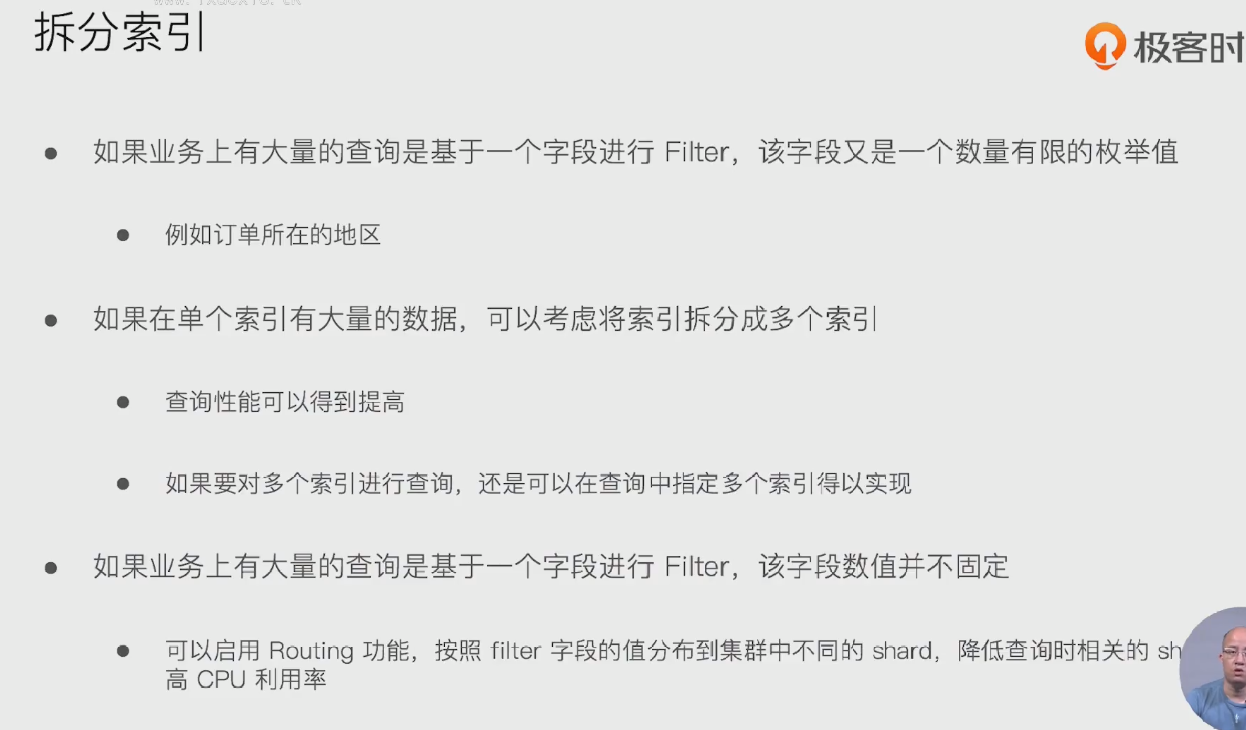 拆分索引
极客时
如果业务上有大量的查询是基于一个字段进行 Filter，该字段又是一个数量有限的枚举值
例如订单所在的地区
如果在单个索引有大量的数据，可以考虑将索引拆分成多个索引
查询性能可以得到提高
如果要对多个索引进行查询，还是可以在查询中指定多个索引得以实现
如果业务上有大量的查询是基于一个字段进行 Filter，该字段数值并不固定
可以启用 Routing 功能，按照 filter 字段的值分布到集群中不同的 shard，降低查询时相关的 sh
高 CPU 利用率